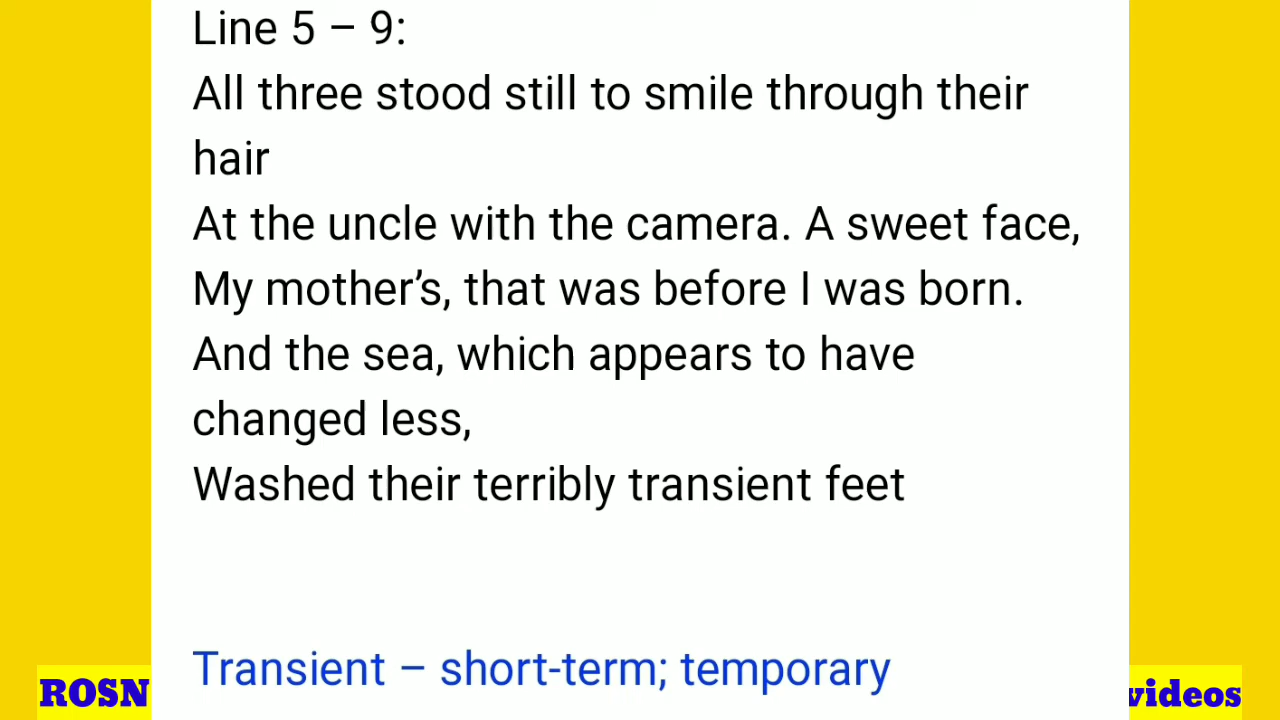 Line 5 – 9:
All three stood still to smile through their
hair
At the uncle with the camera. A sweet face,
My mother’s, that was before I was born.
And the sea, which appears to have
changed less,
Washed their terribly transient feet
Transient – short-term; temporary
ROSN
videos